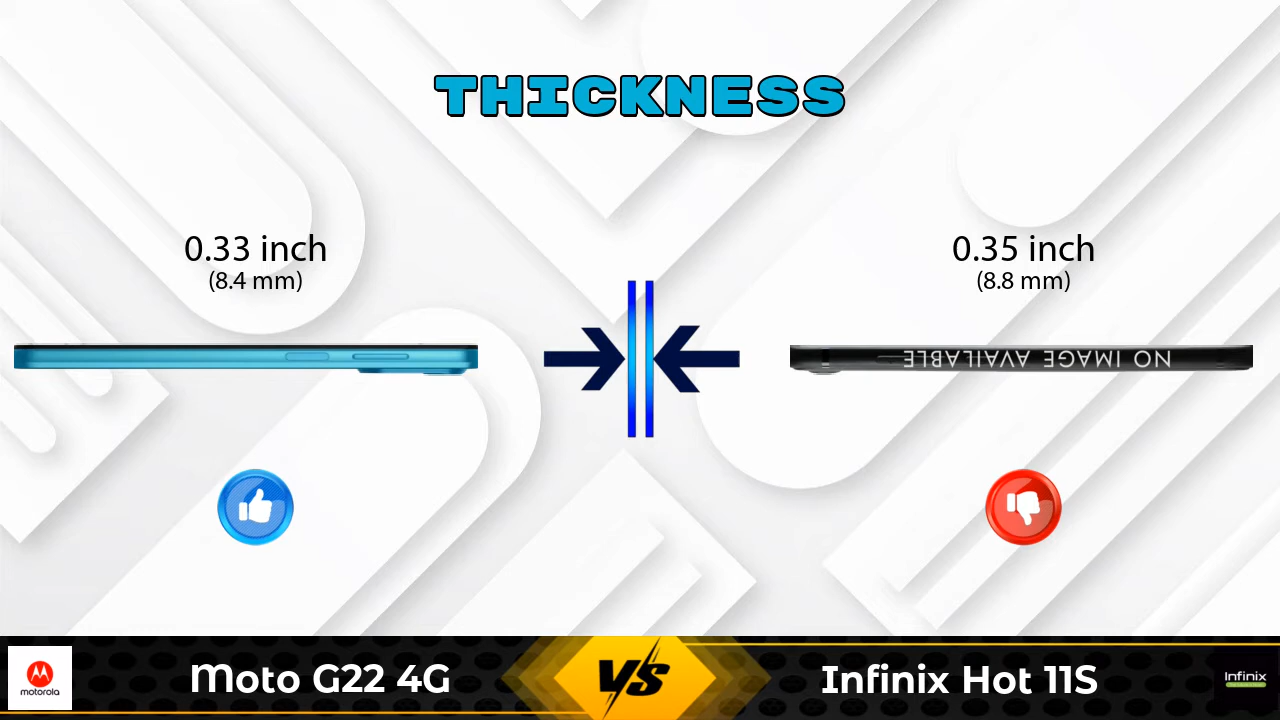 THICKNESS
0.33 inch
(8.4 mm)
0.35 inch
(8.8 mm)
NO IMAGE AVAILABLE
motorola
Moto G22 4G
VS
Infinix Hot 11S
Infinix